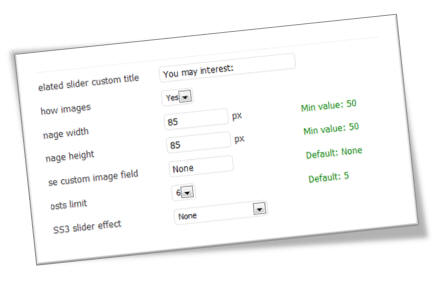 elated slider custom title You may interest:
how images Yes
nage width 85 px Min value: 50
nage height 85 px Min value: 50
se custom image field None Default: None
osts limit 6 Default: 5
SS3 slider effect None